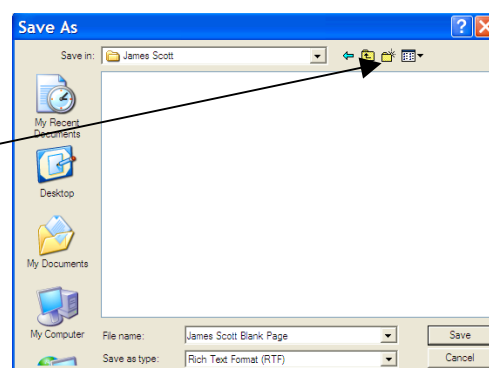 Save As
Save in: James Scott
My Recent
Documents
Desktop
My Documents
My Computer
File name: James Scott Blank Page Save
Save as type: Rich Text Format (RTF) Cancel